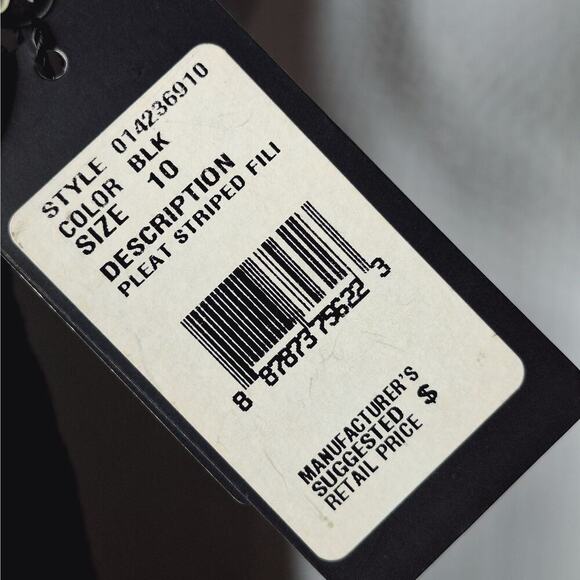 STYLE 014236910
COLOR BLK
SIZE 10
DESCRIPTION
PLEAT STRIPED FILI
8 87873 75622 3
MANUFACTURER'S
SUGGESTED $
RETAIL PRICE